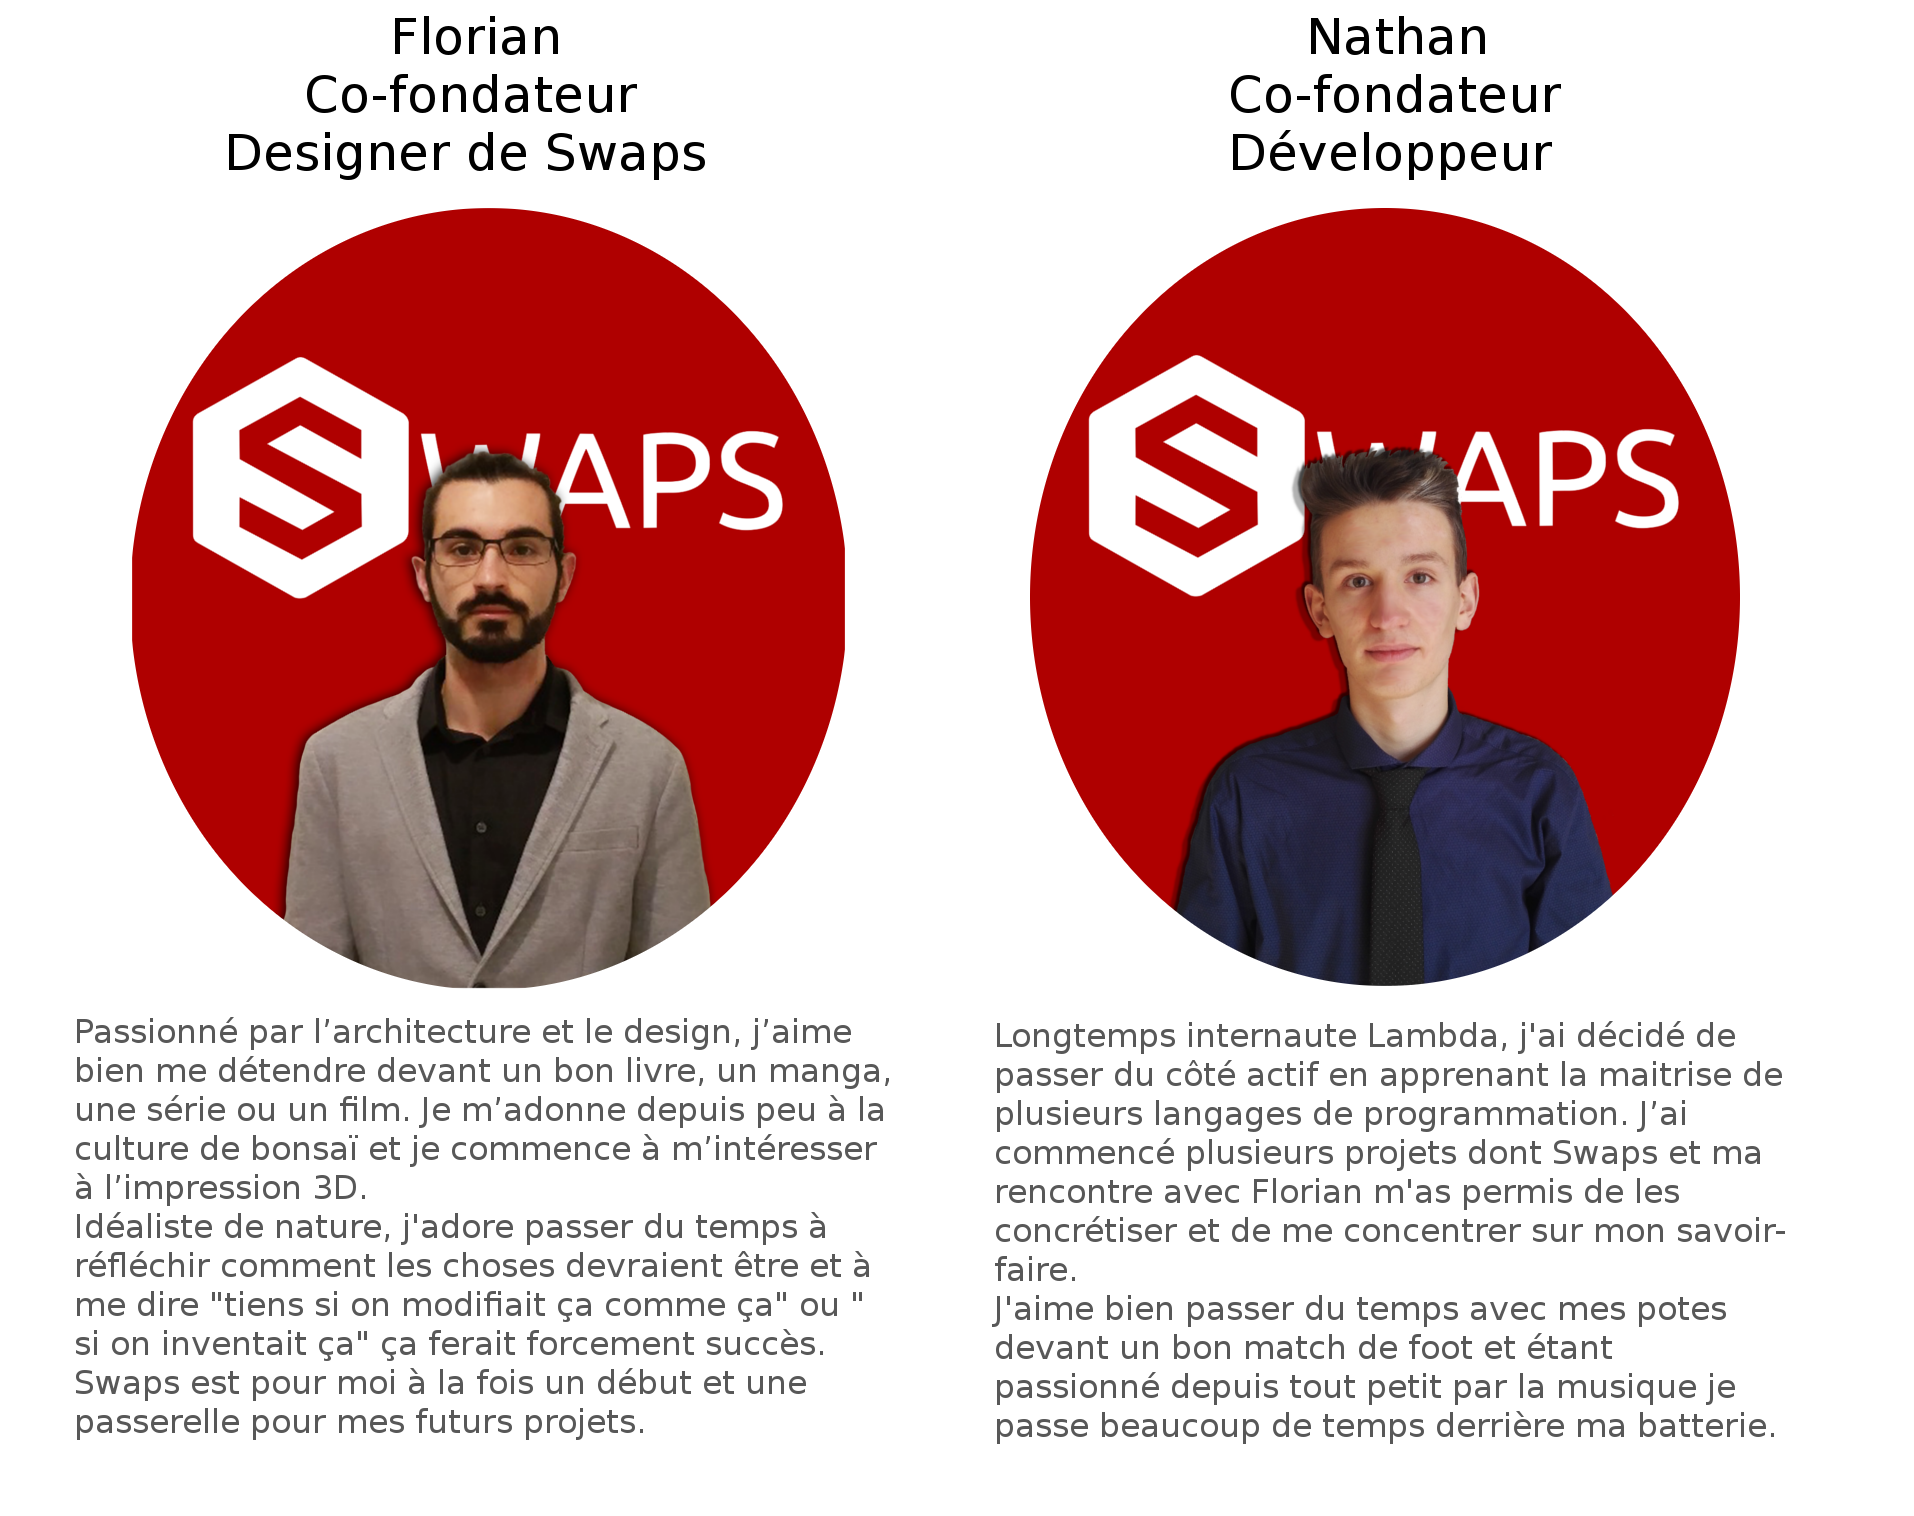 Florian
Co-fondateur
Designer de Swaps
SWAPS
Passionné par l’architecture et le design, j’aime
bien me détendre devant un bon livre, un manga,
une série ou un film. Je m’adonne depuis peu à la
culture de bonsaï et je commence à m’intéresser
à l’impression 3D.
Idéaliste de nature, j'adore passer du temps à
réfléchir comment les choses devraient être et à
me dire "tiens si on modifiait ça comme ça" ou "
si on inventait ça" ça ferait forcement succès.
Swaps est pour moi à la fois un début et une
passerelle pour mes futurs projets.
Nathan
Co-fondateur
Développeur
SWAPS
Longtemps internaute Lambda, j'ai décidé de
passer du côté actif en apprenant la maitrise de
plusieurs langages de programmation. J’ai
commencé plusieurs projets dont Swaps et ma
rencontre avec Florian m'as permis de les
concrétiser et de me concentrer sur mon savoir-
faire.
J'aime bien passer du temps avec mes potes
devant un bon match de foot et étant
passionné depuis tout petit par la musique je
passe beaucoup de temps derrière ma batterie.